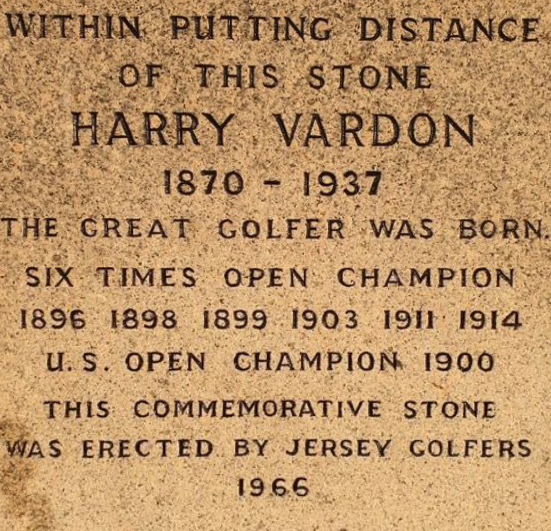 WITHIN PUTTING DISTANCE
OF THIS STONE
HARRY VARDON
1870 - 1937
THE GREAT GOLFER WAS BORN.
SIX TIMES OPEN CHAMPION
1896 1898 1899 1903 1911 1914
U.S. OPEN CHAMPION 1900
THIS COMMEMORATIVE STONE
WAS ERECTED BY JERSEY GOLFERS
1966